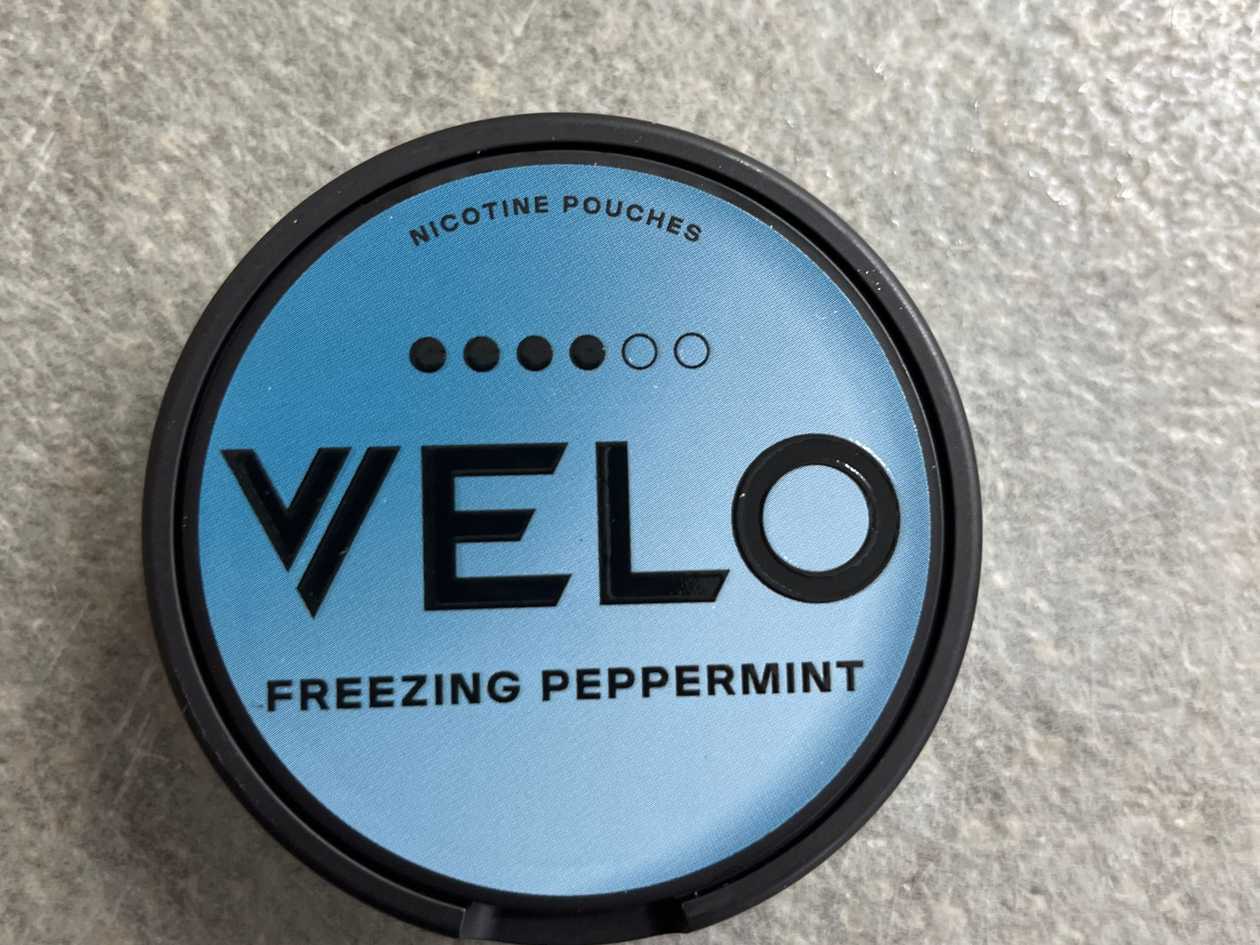 NICOTINE POUCHES
VELO
FREEZING PEPPERMINT